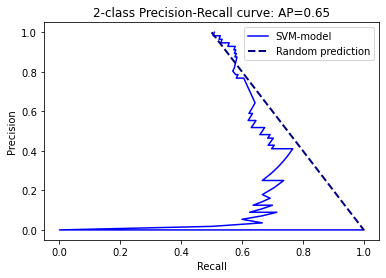 2-class Precision-Recall curve: AP=0.65
SVM-model
Random prediction
1.0
0.8
0.6
0.4
0.2
0.0
Precision
0.0 0.2 0.4 0.6 0.8 1.0
Recall